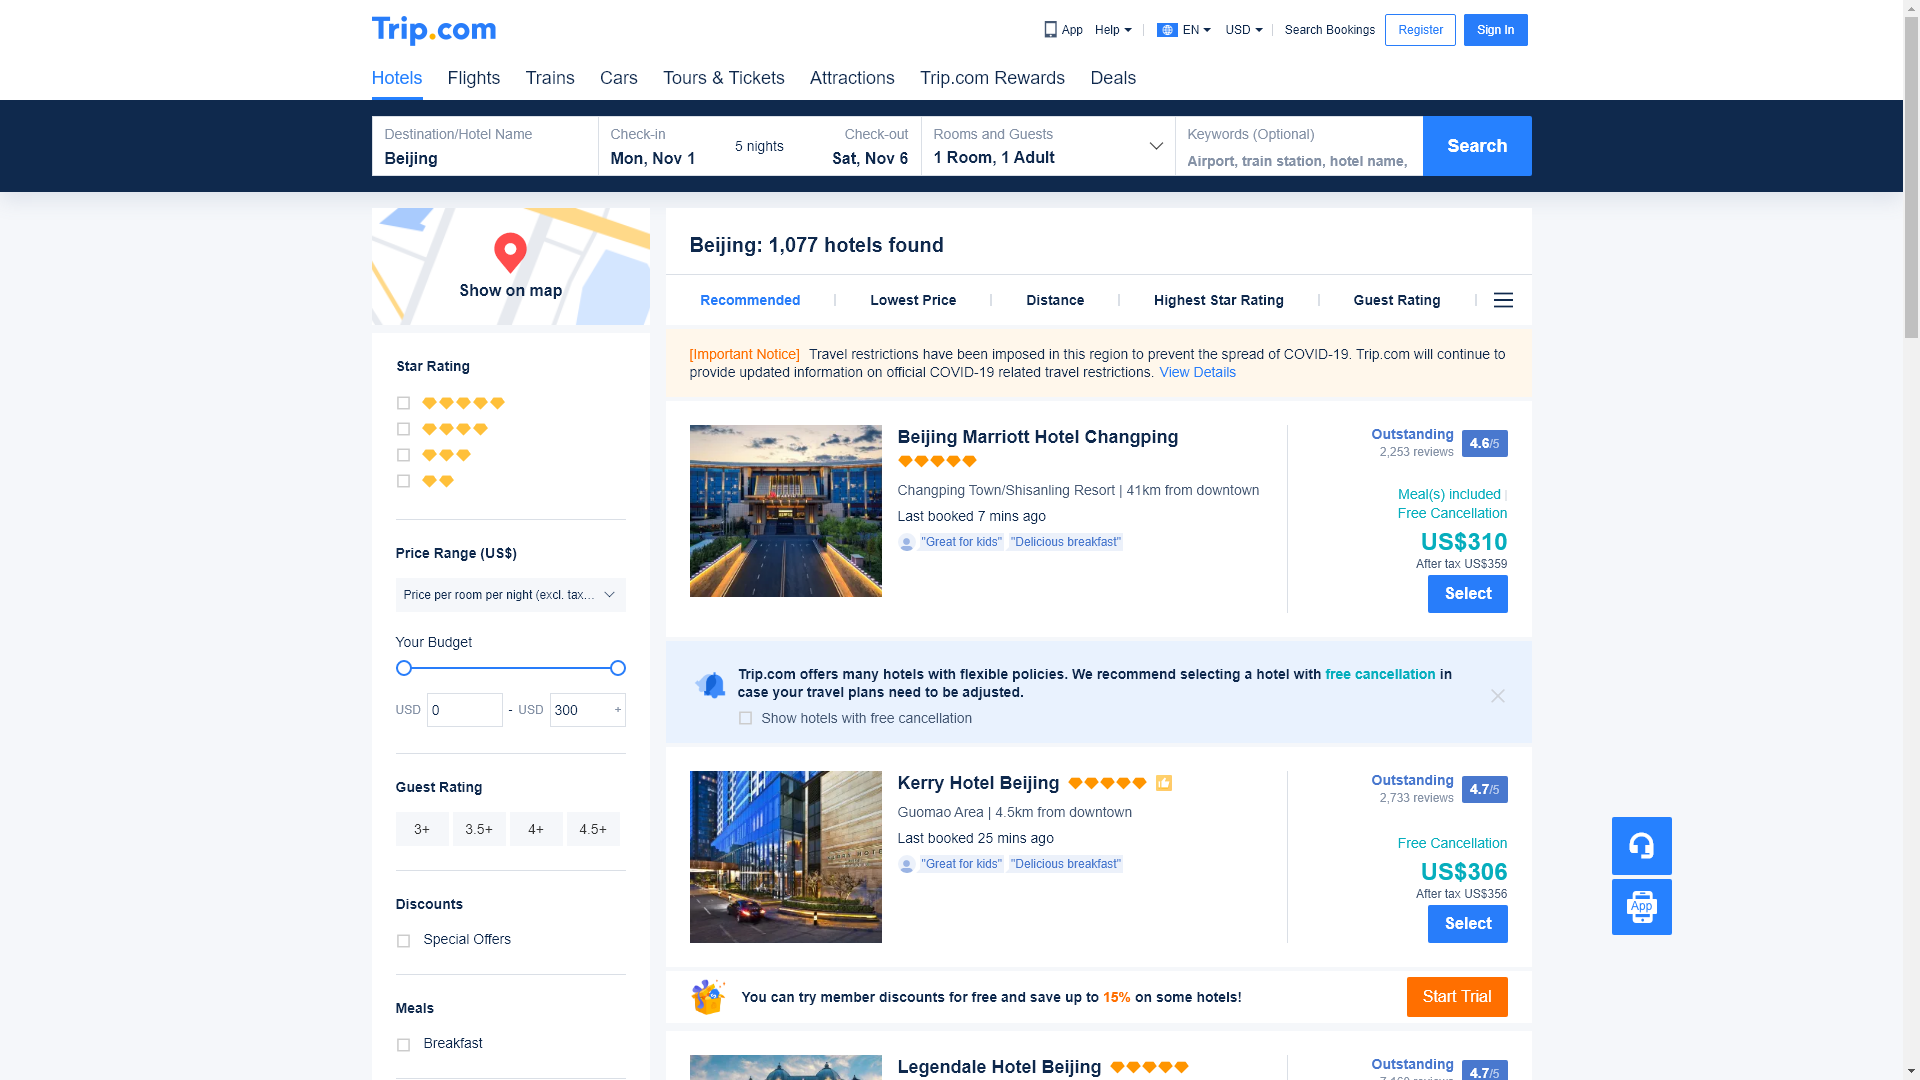 Trip.com
App
Help
EN
USD
Search Bookings
Register
Sign In
Hotels
Flights
Trains
Cars
Tours & Tickets
Attractions
Trip.com Rewards
Deals
Destination/Hotel Name
Beijing
Check-in
Mon, Nov 1
5 nights
Check-out
Sat, Nov 6
Rooms and Guests
1 Room, 1 Adult
Keywords (Optional)
Airport, train station, hotel name,
Search
Show on map
Star Rating
Price Range (US$)
Price per room per night (excl. tax...
Your Budget
USD
0
-
USD
300
+
Guest Rating
3+
3.5+
4+
4.5+
Discounts
Special Offers
Meals
Breakfast
Beijing: 1,077 hotels found
Recommended
Lowest Price
Distance
Highest Star Rating
Guest Rating
[Important Notice] Travel restrictions have been imposed in this region to prevent the spread of COVID-19. Trip.com will continue to
provide updated information on official COVID-19 related travel restrictions. View Details
Beijing Marriott Hotel Changping
Changping Town/Shisanling Resort | 41km from downtown
Last booked 7 mins ago
"Great for kids" "Delicious breakfast"
Outstanding
2,253 reviews
4.6/5
Meal(s) included |
Free Cancellation
US$310
After tax US$359
Select
Trip.com offers many hotels with flexible policies. We recommend selecting a hotel with free cancellation in
case your travel plans need to be adjusted.
Show hotels with free cancellation
Kerry Hotel Beijing
Guomao Area | 4.5km from downtown
Last booked 25 mins ago
"Great for kids" "Delicious breakfast"
Outstanding
2,733 reviews
4.7/5
Free Cancellation
US$306
After tax US$356
Select
App
You can try member discounts for free and save up to 15% on some hotels!
Start Trial
Legendale Hotel Beijing
Outstanding
4.7/5